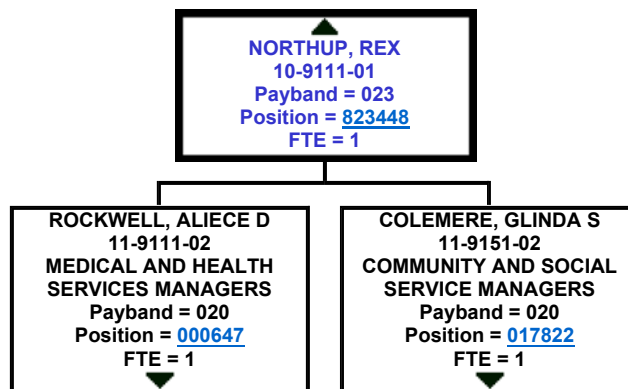 NORTHUP, REX
10-9111-01
Payband = 023
Position = 823448
FTE = 1
ROCKWELL, ALIECE D
11-9111-02
MEDICAL AND HEALTH
SERVICES MANAGERS
Payband = 020
Position = 000647
FTE = 1
COLEMERE, GLINDA S
11-9151-02
COMMUNITY AND SOCIAL
SERVICE MANAGERS
Payband = 020
Position = 017822
FTE = 1